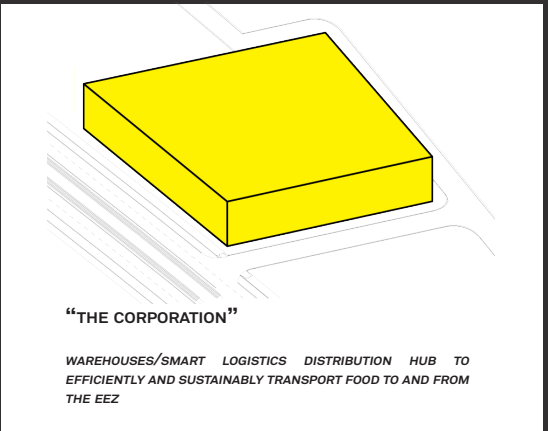 “THE CORPORATION”
WAREHOUSES/SMART LOGISTICS DISTRIBUTION HUB TO
EFFICIENTLY AND SUSTAINABLY TRANSPORT FOOD TO AND FROM
THE EEZ